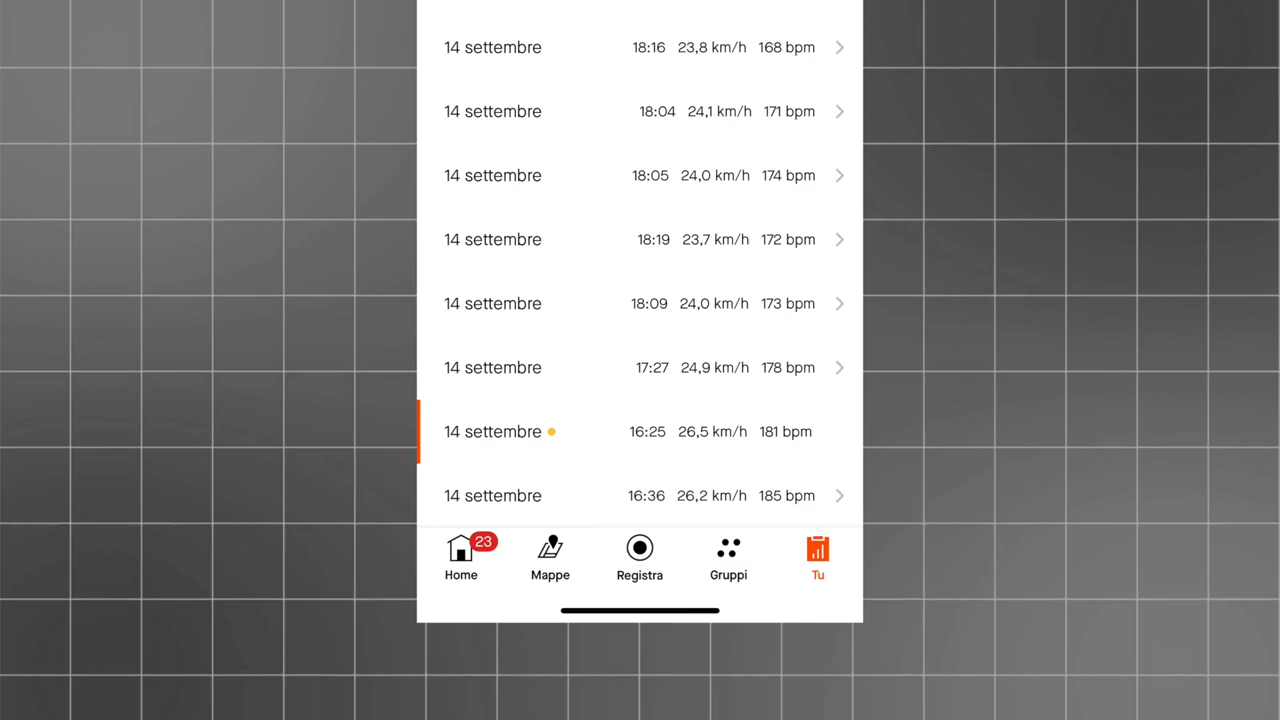 14 settembre 18:16 23,8 km/h 168 bpm
14 settembre 18:04 24,1 km/h 171 bpm
14 settembre 18:05 24,0 km/h 174 bpm
14 settembre 18:19 23,7 km/h 172 bpm
14 settembre 18:09 24,0 km/h 173 bpm
14 settembre 17:27 24,9 km/h 178 bpm
14 settembre 16:25 26,5 km/h 181 bpm
14 settembre 16:36 26,2 km/h 185 bpm
23
Home Mappe Registra Gruppi Tu